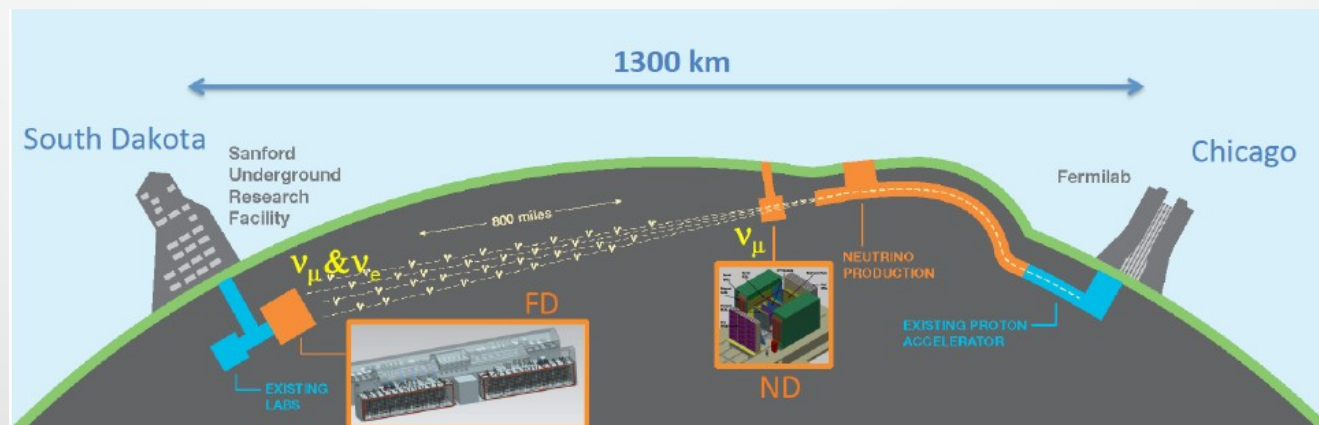 1300 km
South Dakota
Chicago
Sanford
Underground
Research
Facility
Fermilab
800 miles
νμ
νμ&νe
NEUTRINO
PRODUCTION
FD
EXISTING PROTON
ACCELERATOR
ND
EXISTING
LABS